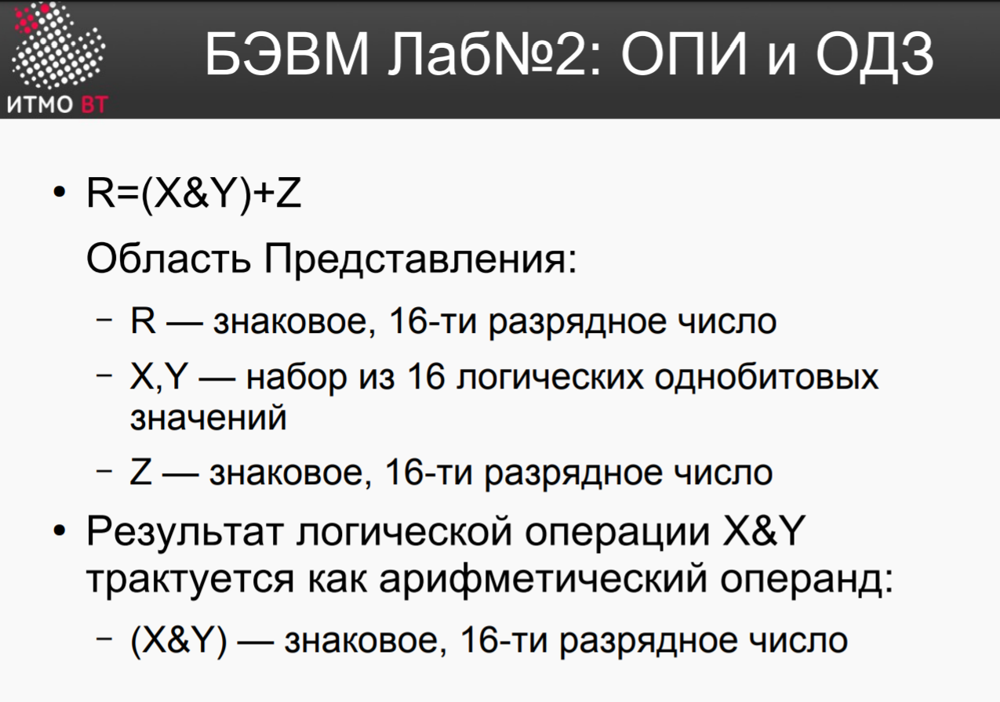 БЭВМ Лаб№2: ОПИ и ОДЗ
ИТМО ВТ
• R=(X&Y)+Z
Область Представления:
– R — знаковое, 16-ти разрядное число
– X,Y — набор из 16 логических однобитовых
значений
– Z — знаковое, 16-ти разрядное число
• Результат логической операции X&Y
трактуется как арифметический операнд:
– (X&Y) — знаковое, 16-ти разрядное число